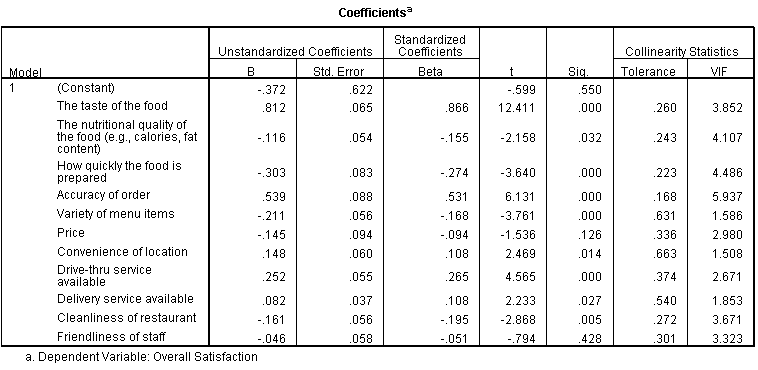 Coefficientsa
Unstandardized Coefficients Standardized Coefficients Collinearity Statistics
Model B Std. Error Beta t Sig. Tolerance VIF
1 (Constant) -.372 .622 -.599 .550
The taste of the food .812 .065 .866 12.411 .000 .260 3.852
The nutritional quality of the food (e.g., calories, fat content) -.116 .054 -.155 -2.158 .032 .243 4.107
How quickly the food is prepared -.303 .083 -.274 -3.640 .000 .223 4.486
Accuracy of order .539 .088 .531 6.131 .000 .168 5.937
Variety of menu items -.211 .056 -.168 -3.761 .000 .631 1.586
Price -.145 .094 -.094 -1.536 .126 .336 2.980
Convenience of location .148 .060 .108 2.469 .014 .663 1.508
Drive-thru service available .252 .055 .265 4.565 .000 .374 2.671
Delivery service available .082 .037 .108 2.233 .027 .540 1.853
Cleanliness of restaurant -.161 .056 -.195 -2.868 .005 .272 3.671
Friendliness of staff -.046 .058 -.051 -.794 .428 .301 3.323
a. Dependent Variable: Overall Satisfaction